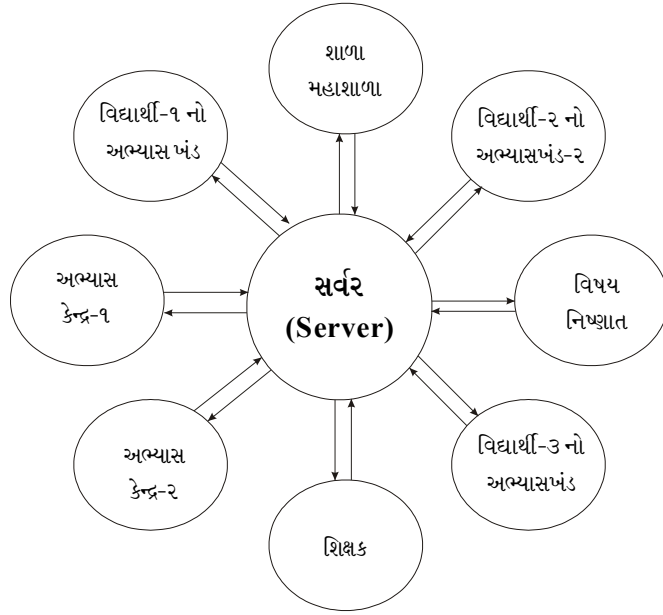 શાળા
મહાશાળા
વિદ્યાર્થી-૧ નો
અભ્યાસ ખંડ
વિદ્યાર્થી-૨ નો
અભ્યાસખંડ-૨
અભ્યાસ
કેન્દ્ર-૧
સર્વર
(Server)
વિષય
નિષ્ણાત
અભ્યાસ
કેન્દ્ર-૨
વિદ્યાર્થી-૩ નો
અભ્યાસખંડ
શિક્ષક